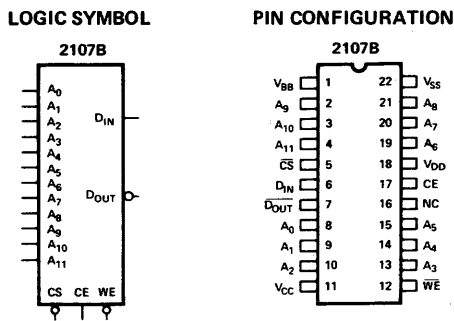 LOGIC SYMBOL
2107B
A0
A1
A2
A3
A4
A5
A6
A7
A8
A9
A10
A11
DIN
DOUT
CS CE WE
PIN CONFIGURATION
2107B
VBB 1 22 VSS
A9 2 21 A8
A10 3 20 A7
A11 4 19 A6
C̅S̅ 5 18 VDD
DIN 6 17 CE
D̅O̅U̅T̅ 7 16 NC
A0 8 15 A5
A1 9 14 A4
A2 10 13 A3
VCC 11 12 W̅E̅